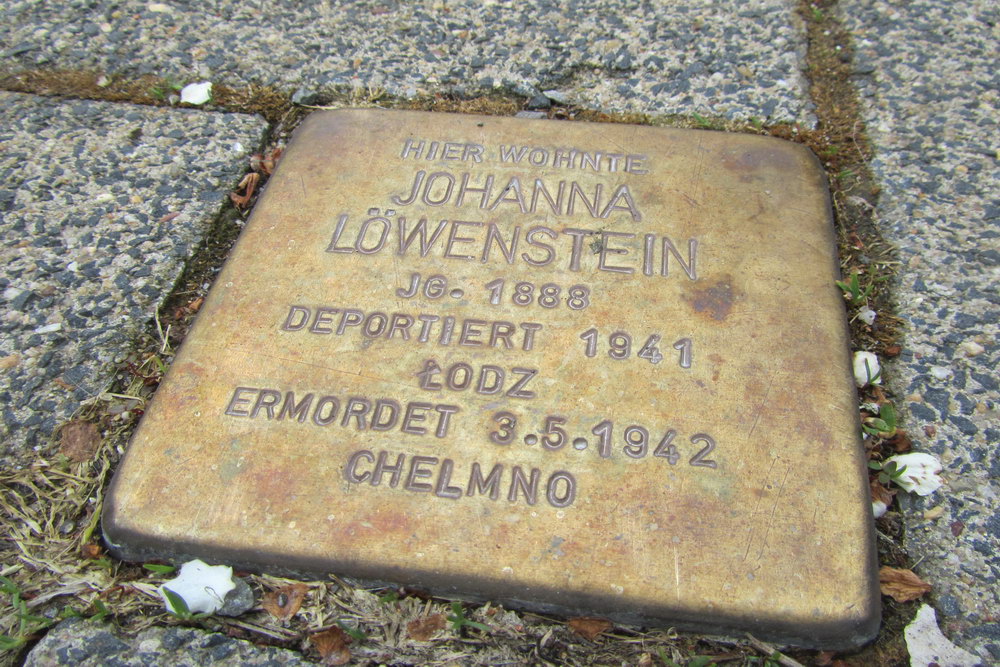 HIER WOHNTE
JOHANNA
LÖWENSTEIN
JG. 1888
DEPORTIERT 1941
ŁODZ
ERMORDET 3.5.1942
CHELMNO